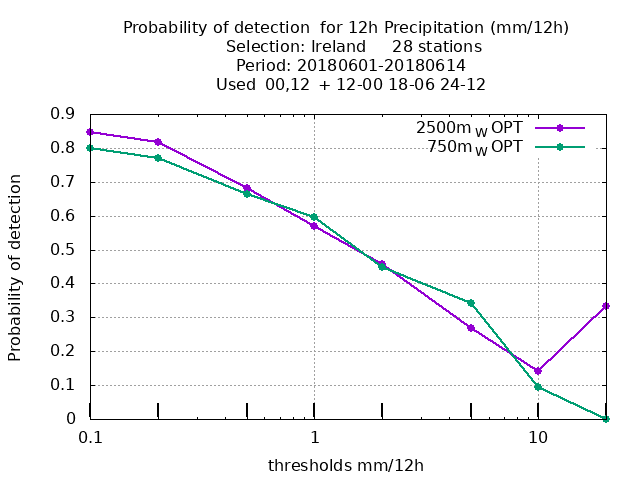 Probability of detection  for 12h Precipitation (mm/12h)
Selection: Ireland     28 stations
Period: 20180601-20180614
Used  00,12  + 12-00 18-06 24-12
2500m W OPT
750m W OPT
0.9
0.8
0.7
0.6
0.5
0.4
0.3
0.2
0.1
0
Probability of detection
0.1
1
10
thresholds mm/12h